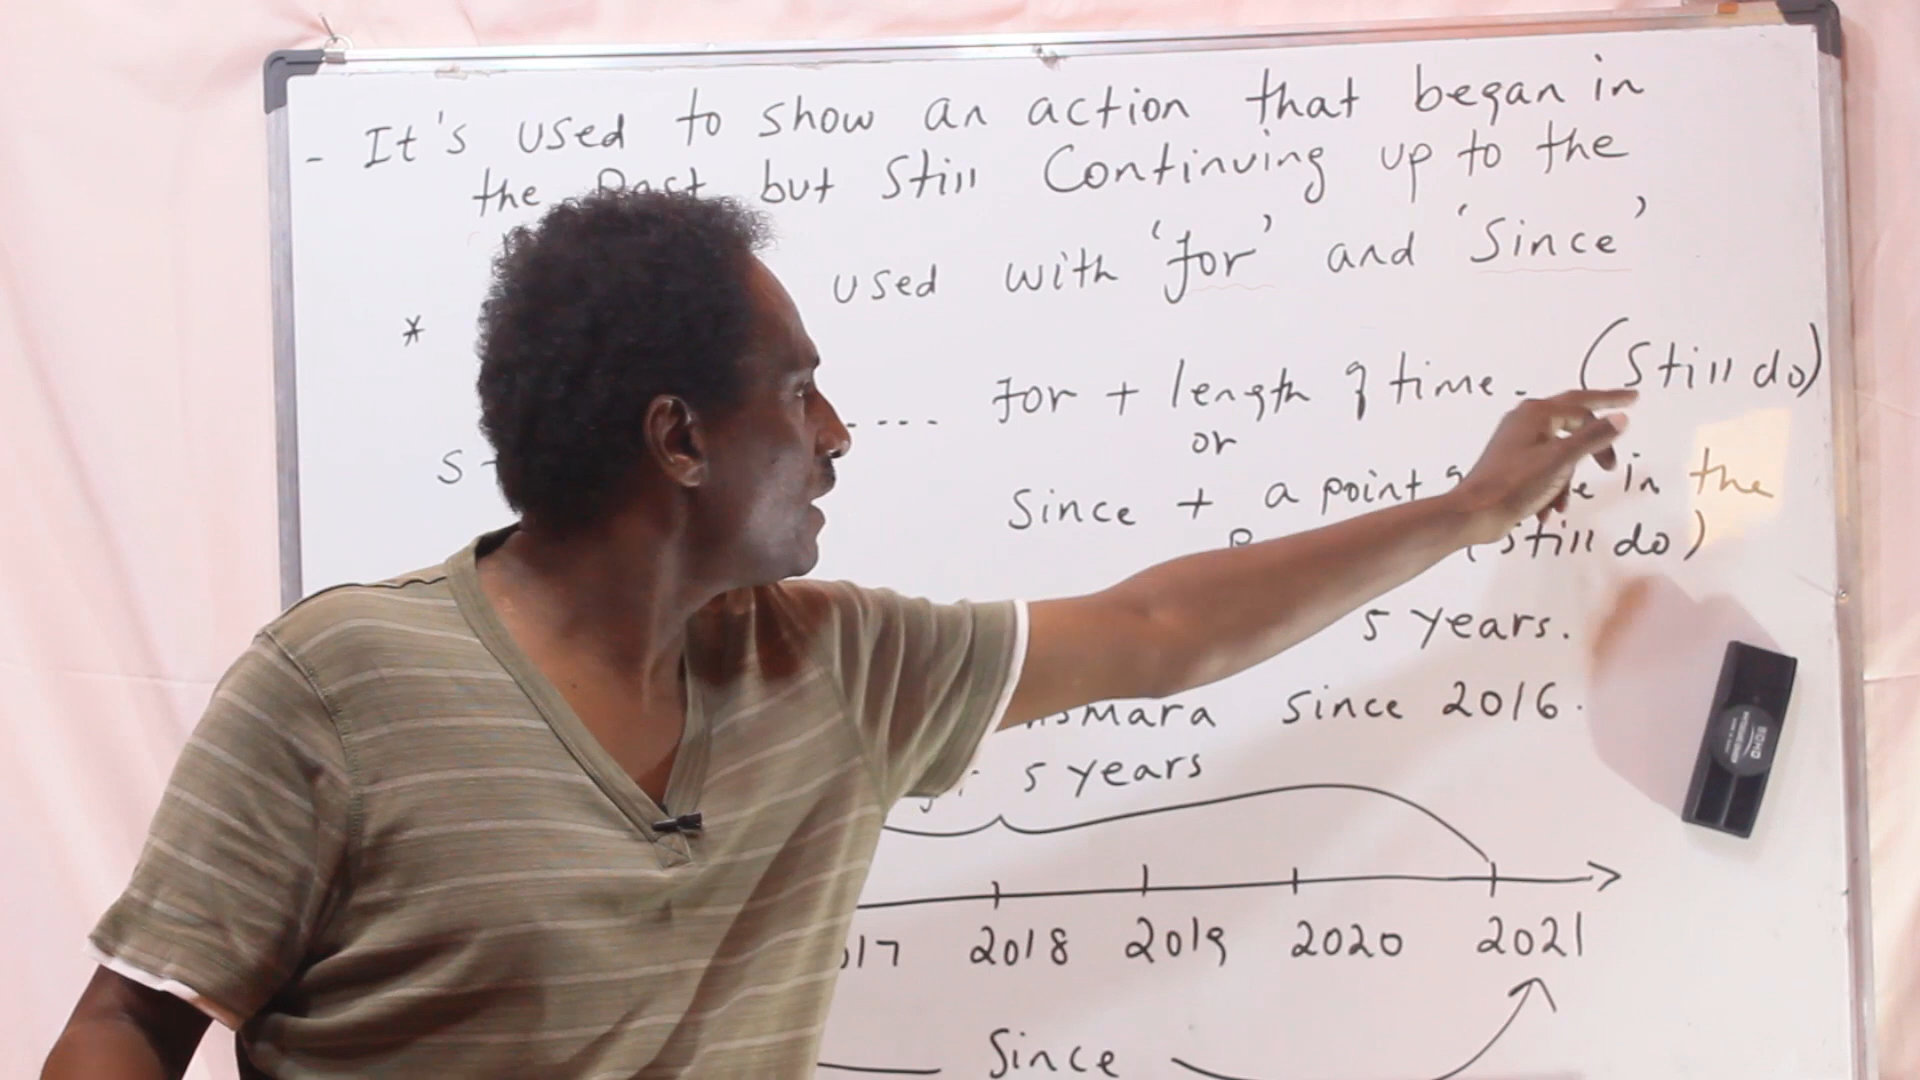 - It's used to show an action that began in
the Past but Still Continuing up to the
used with 'for' and 'Since'
*
.... for + length of time. (Still do)
or
S +
Since + a point in the
(Still do)
5 years.
Asmara since 2016.
5 years
2018 2019 2020 2021
Since